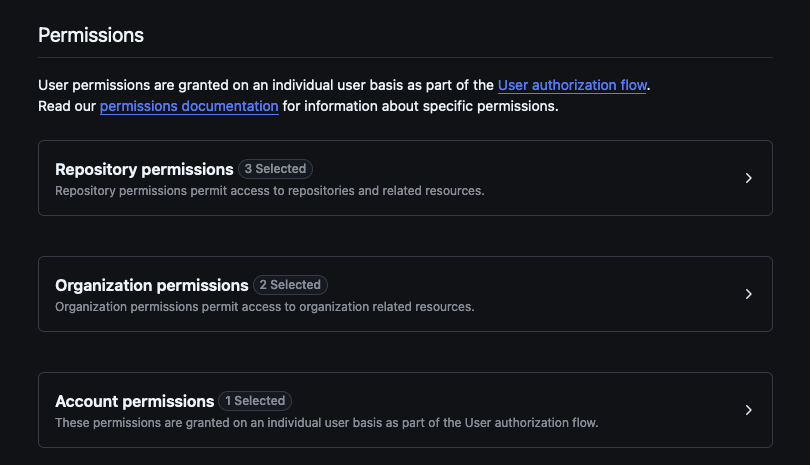 Permissions
User permissions are granted on an individual user basis as part of the User authorization flow.
Read our permissions documentation for information about specific permissions.
Repository permissions 3 Selected
Repository permissions permit access to repositories and related resources.
Organization permissions 2 Selected
Organization permissions permit access to organization related resources.
Account permissions 1 Selected
These permissions are granted on an individual user basis as part of the User authorization flow.